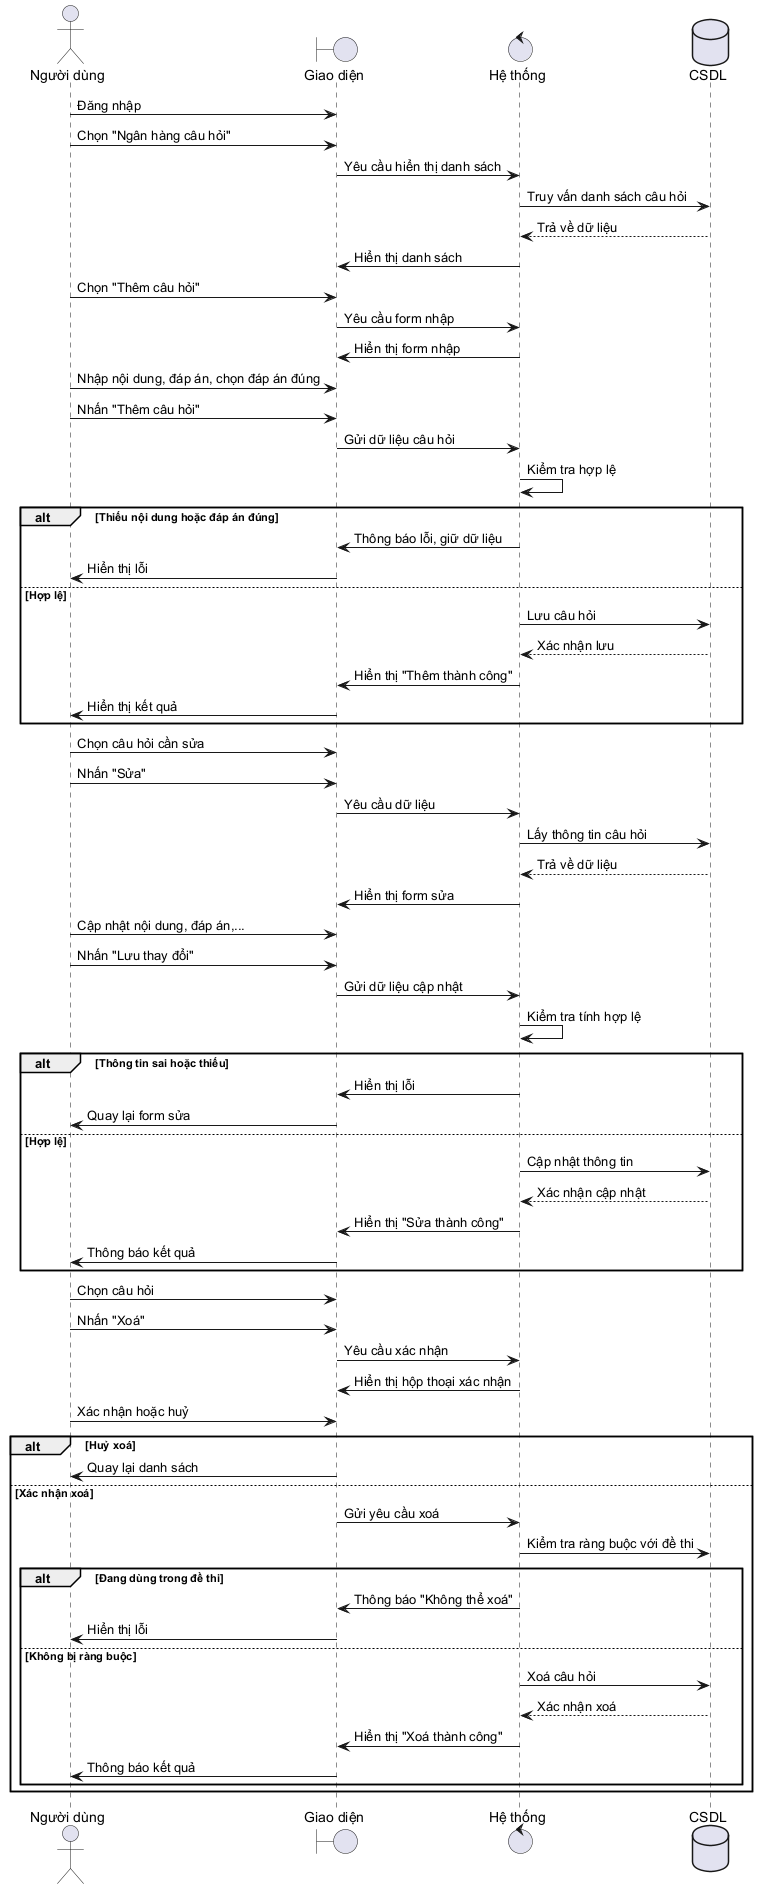 Người dùng
Giao diện
Hệ thống
CSDL
Đăng nhập
Chọn "Ngân hàng câu hỏi"
Yêu cầu hiển thị danh sách
Truy vấn danh sách câu hỏi
Trả về dữ liệu
Hiển thị danh sách
Chọn "Thêm câu hỏi"
Yêu cầu form nhập
Hiển thị form nhập
Nhập nội dung, đáp án, chọn đáp án đúng
Nhấn "Thêm câu hỏi"
Gửi dữ liệu câu hỏi
Kiểm tra hợp lệ
alt
[Thiếu nội dung hoặc đáp án đúng]
Thông báo lỗi, giữ dữ liệu
Hiển thị lỗi
[Hợp lệ]
Lưu câu hỏi
Xác nhận lưu
Hiển thị "Thêm thành công"
Hiển thị kết quả
Chọn câu hỏi cần sửa
Nhấn "Sửa"
Yêu cầu dữ liệu
Lấy thông tin câu hỏi
Trả về dữ liệu
Hiển thị form sửa
Cập nhật nội dung, đáp án,...
Nhấn "Lưu thay đổi"
Gửi dữ liệu cập nhật
Kiểm tra tính hợp lệ
alt
[Thông tin sai hoặc thiếu]
Hiển thị lỗi
Quay lại form sửa
[Hợp lệ]
Cập nhật thông tin
Xác nhận cập nhật
Hiển thị "Sửa thành công"
Thông báo kết quả
Chọn câu hỏi
Nhấn "Xoá"
Yêu cầu xác nhận
Hiển thị hộp thoại xác nhận
Xác nhận hoặc huỷ
alt
[Huỷ xoá]
Quay lại danh sách
[Xác nhận xoá]
Gửi yêu cầu xoá
Kiểm tra ràng buộc với đề thi
alt
[Đang dùng trong đề thi]
Thông báo "Không thể xoá"
Hiển thị lỗi
[Không bị ràng buộc]
Xoá câu hỏi
Xác nhận xoá
Hiển thị "Xoá thành công"
Thông báo kết quả
Người dùng
Giao diện
Hệ thống
CSDL